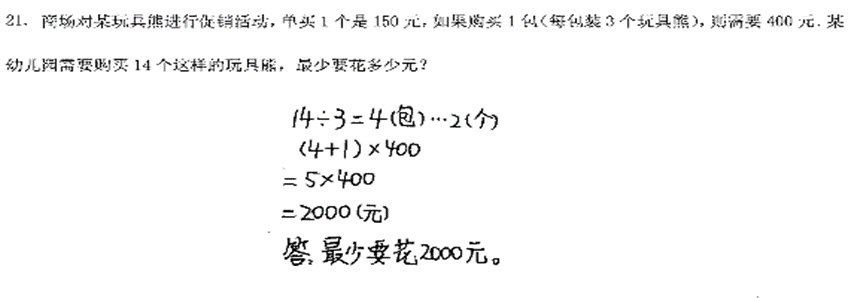 21. 商场对某玩具熊进行促销活动,单买 1 个是 150 元,如果购买 1 包(每包装 3 个玩具熊),则需要 400 元. 某
幼儿园需要购买 14 个这样的玩具熊,最少要花多少元?
14÷3=4(包)…2(个)
(4+1)×400
=5×400
=2000(元)
答:最少要花2000元。